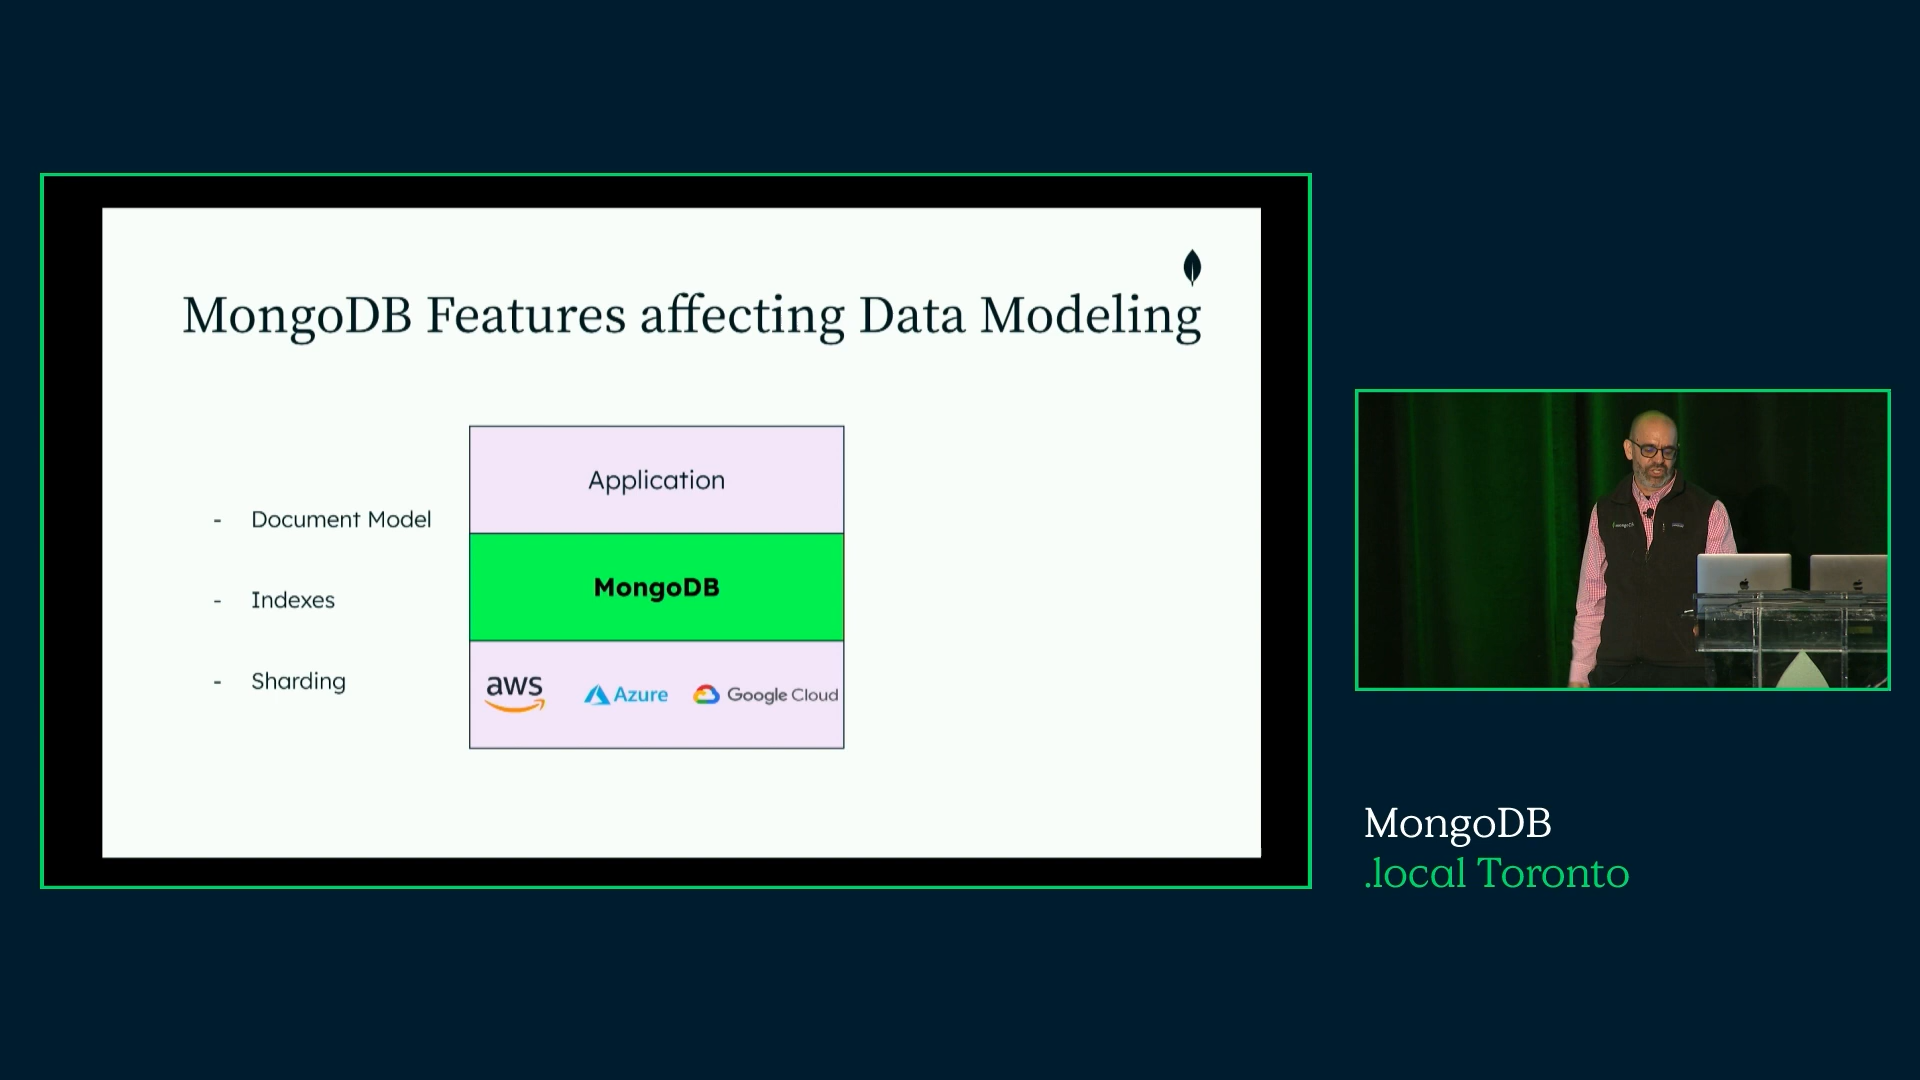 MongoDB Features affecting Data Modeling
Application
- Document Model
MongoDB
- Indexes
- Sharding
aws
Azure
Google Cloud
MongoDB
.local Toronto